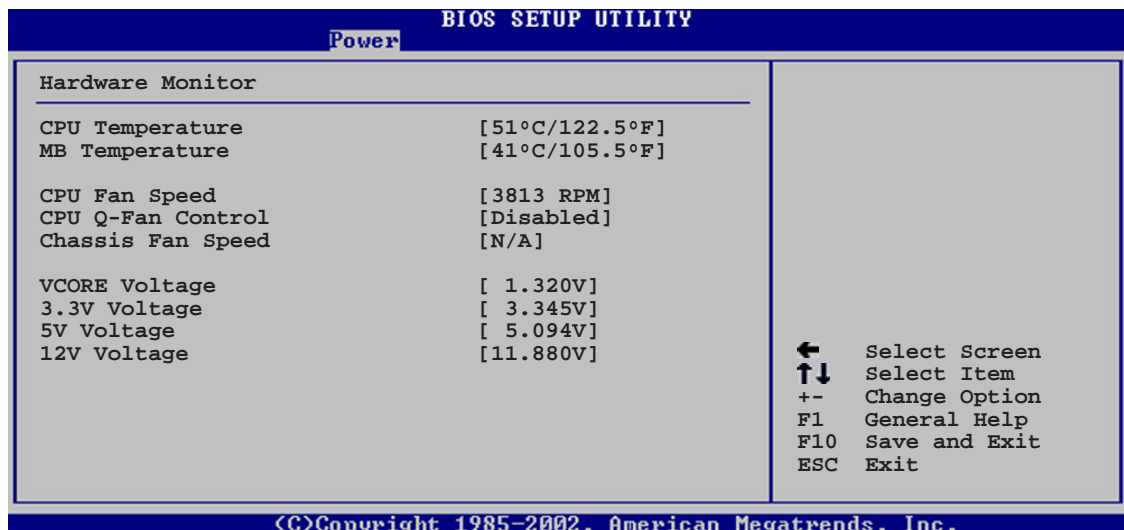 BIOS SETUP UTILITY
Power
Hardware Monitor
CPU Temperature [51ºC/122.5ºF]
MB Temperature [41ºC/105.5ºF]
CPU Fan Speed [3813 RPM]
CPU Q-Fan Control [Disabled]
Chassis Fan Speed [N/A]
VCORE Voltage [ 1.320V]
3.3V Voltage [ 3.345V]
5V Voltage [ 5.094V]
12V Voltage [11.880V]
← Select Screen
↑↓ Select Item
+- Change Option
F1 General Help
F10 Save and Exit
ESC Exit
(C)Copyright 1985-2002, American Megatrends, Inc.